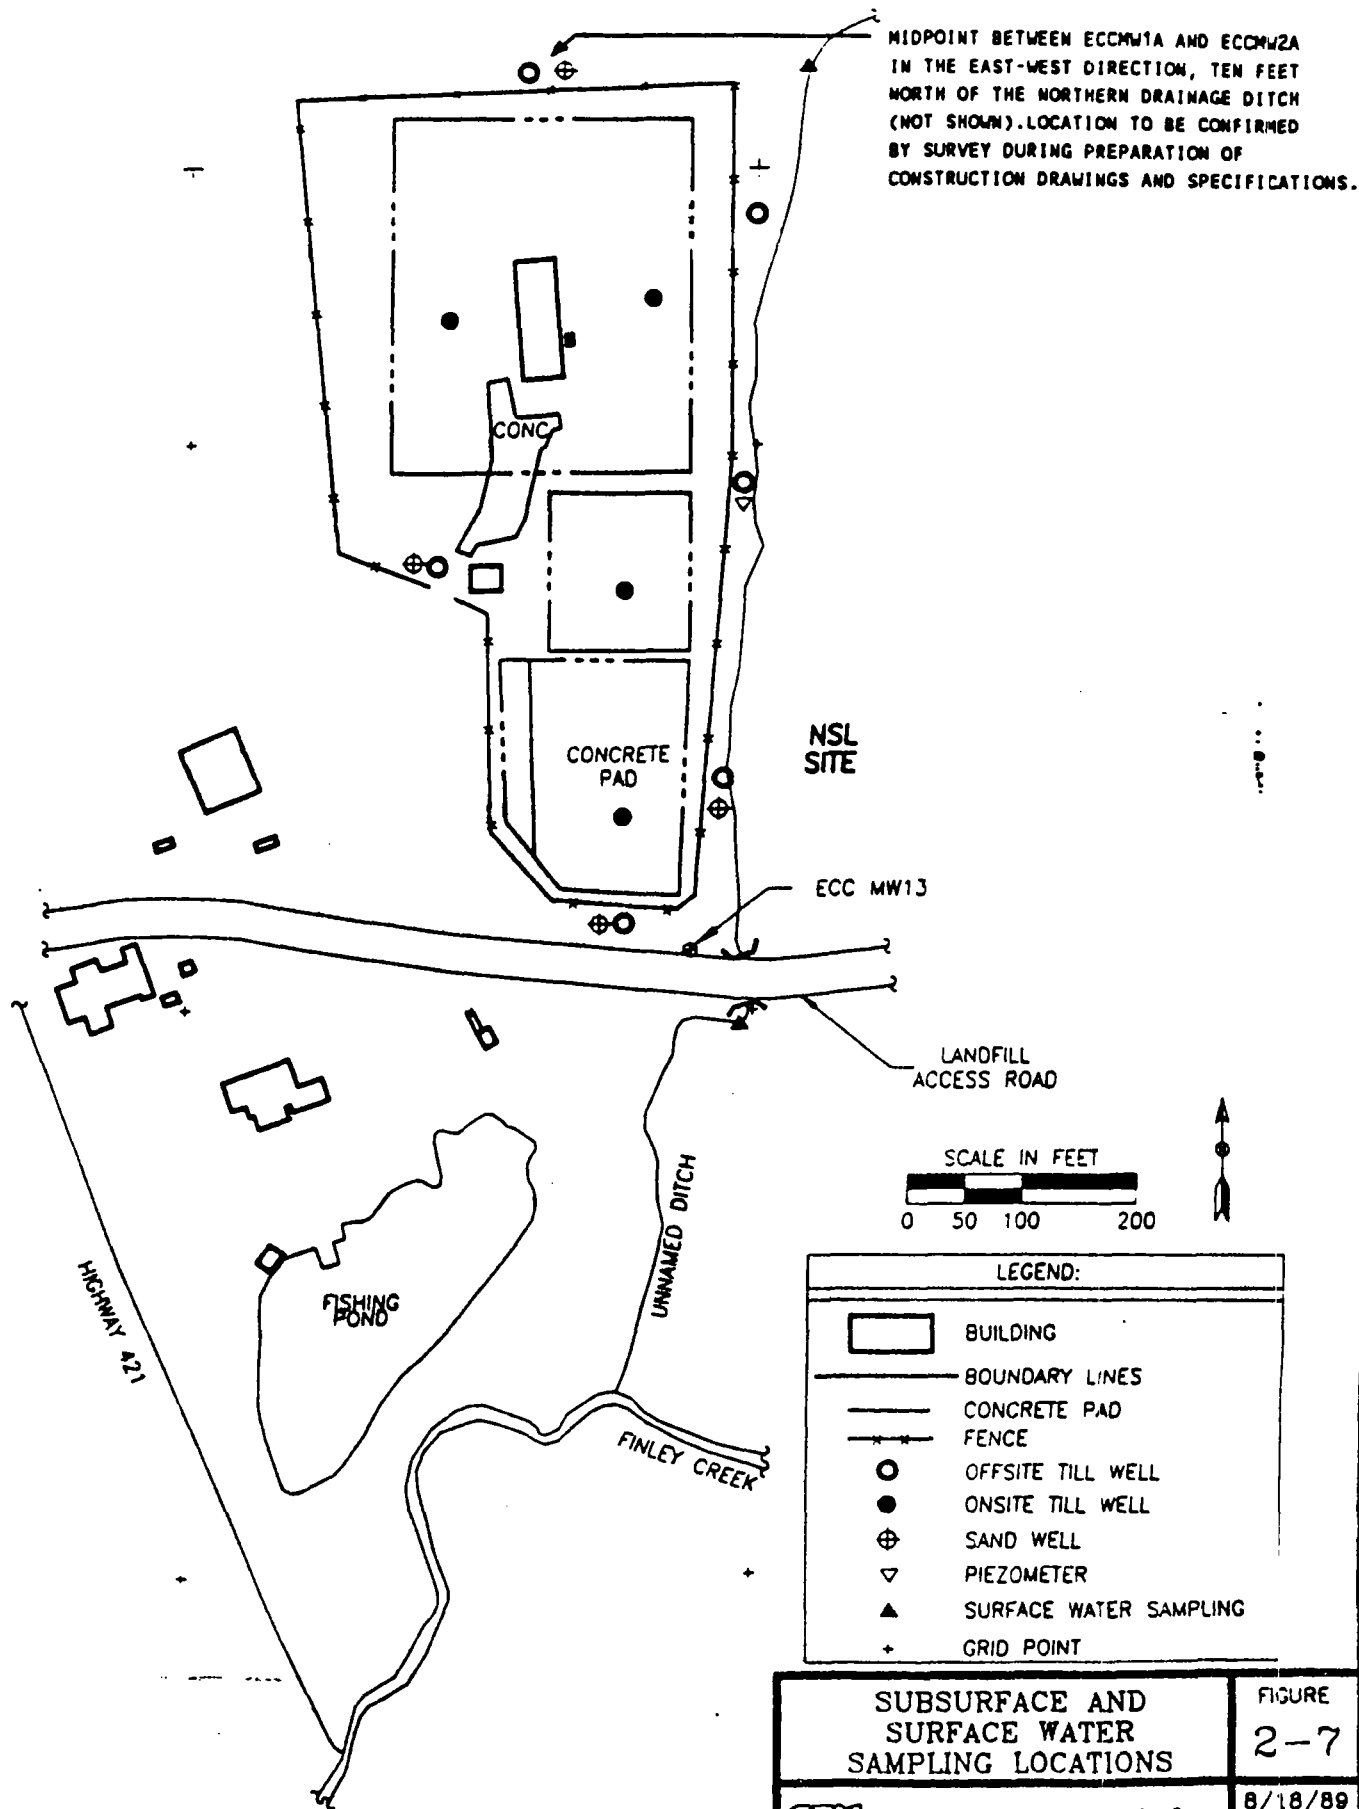 MIDPOINT BETWEEN ECCMW1A AND ECCMW2A
IN THE EAST-WEST DIRECTION, TEN FEET
NORTH OF THE NORTHERN DRAINAGE DITCH
(NOT SHOWN).LOCATION TO BE CONFIRMED
BY SURVEY DURING PREPARATION OF
CONSTRUCTION DRAWINGS AND SPECIFICATIONS.
CONC
CONCRETE
PAD
NSL
SITE
ECC MW13
LANDFILL
ACCESS ROAD
SCALE IN FEET
0 50 100 200
UNNAMED DITCH
HIGHWAY 421
FISHING
POND
FINLEY CREEK
LEGEND:
BUILDING
BOUNDARY LINES
CONCRETE PAD
FENCE
OFFSITE TILL WELL
ONSITE TILL WELL
SAND WELL
PIEZOMETER
SURFACE WATER SAMPLING
GRID POINT
SUBSURFACE AND
SURFACE WATER
SAMPLING LOCATIONS
FIGURE
2-7
8/18/89